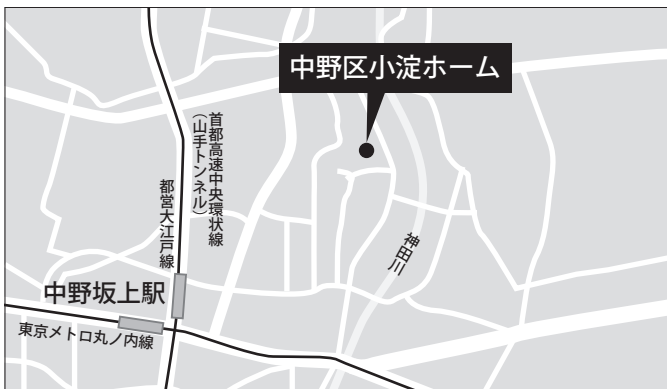 中野区小淀ホーム
首都高速中央環状線
(山手トンネル)
都営大江戸線
神田川
中野坂上駅
東京メトロ丸ノ内線